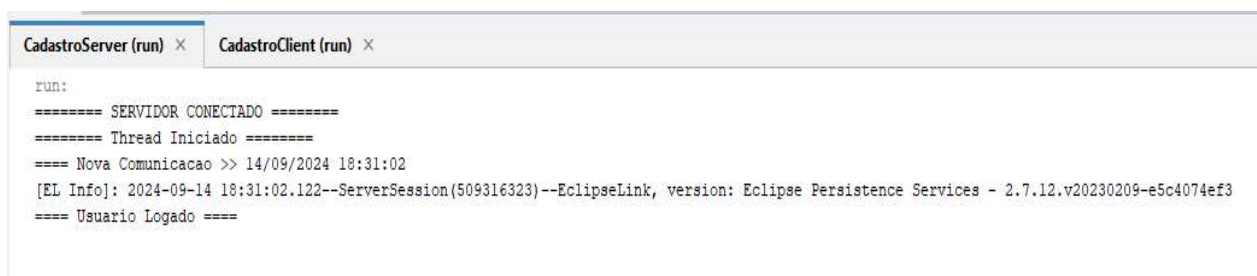 CadastroServer (run) × CadastroClient (run) ×
run:
======== SERVIDOR CONECTADO ========
======== Thread Iniciado ========
==== Nova Comunicacao >> 14/09/2024 18:31:02
[EL Info]: 2024-09-14 18:31:02.122--ServerSession(509316323)--EclipseLink, version: Eclipse Persistence Services - 2.7.12.v20230209-e5c4074ef3
==== Usuario Logado ====